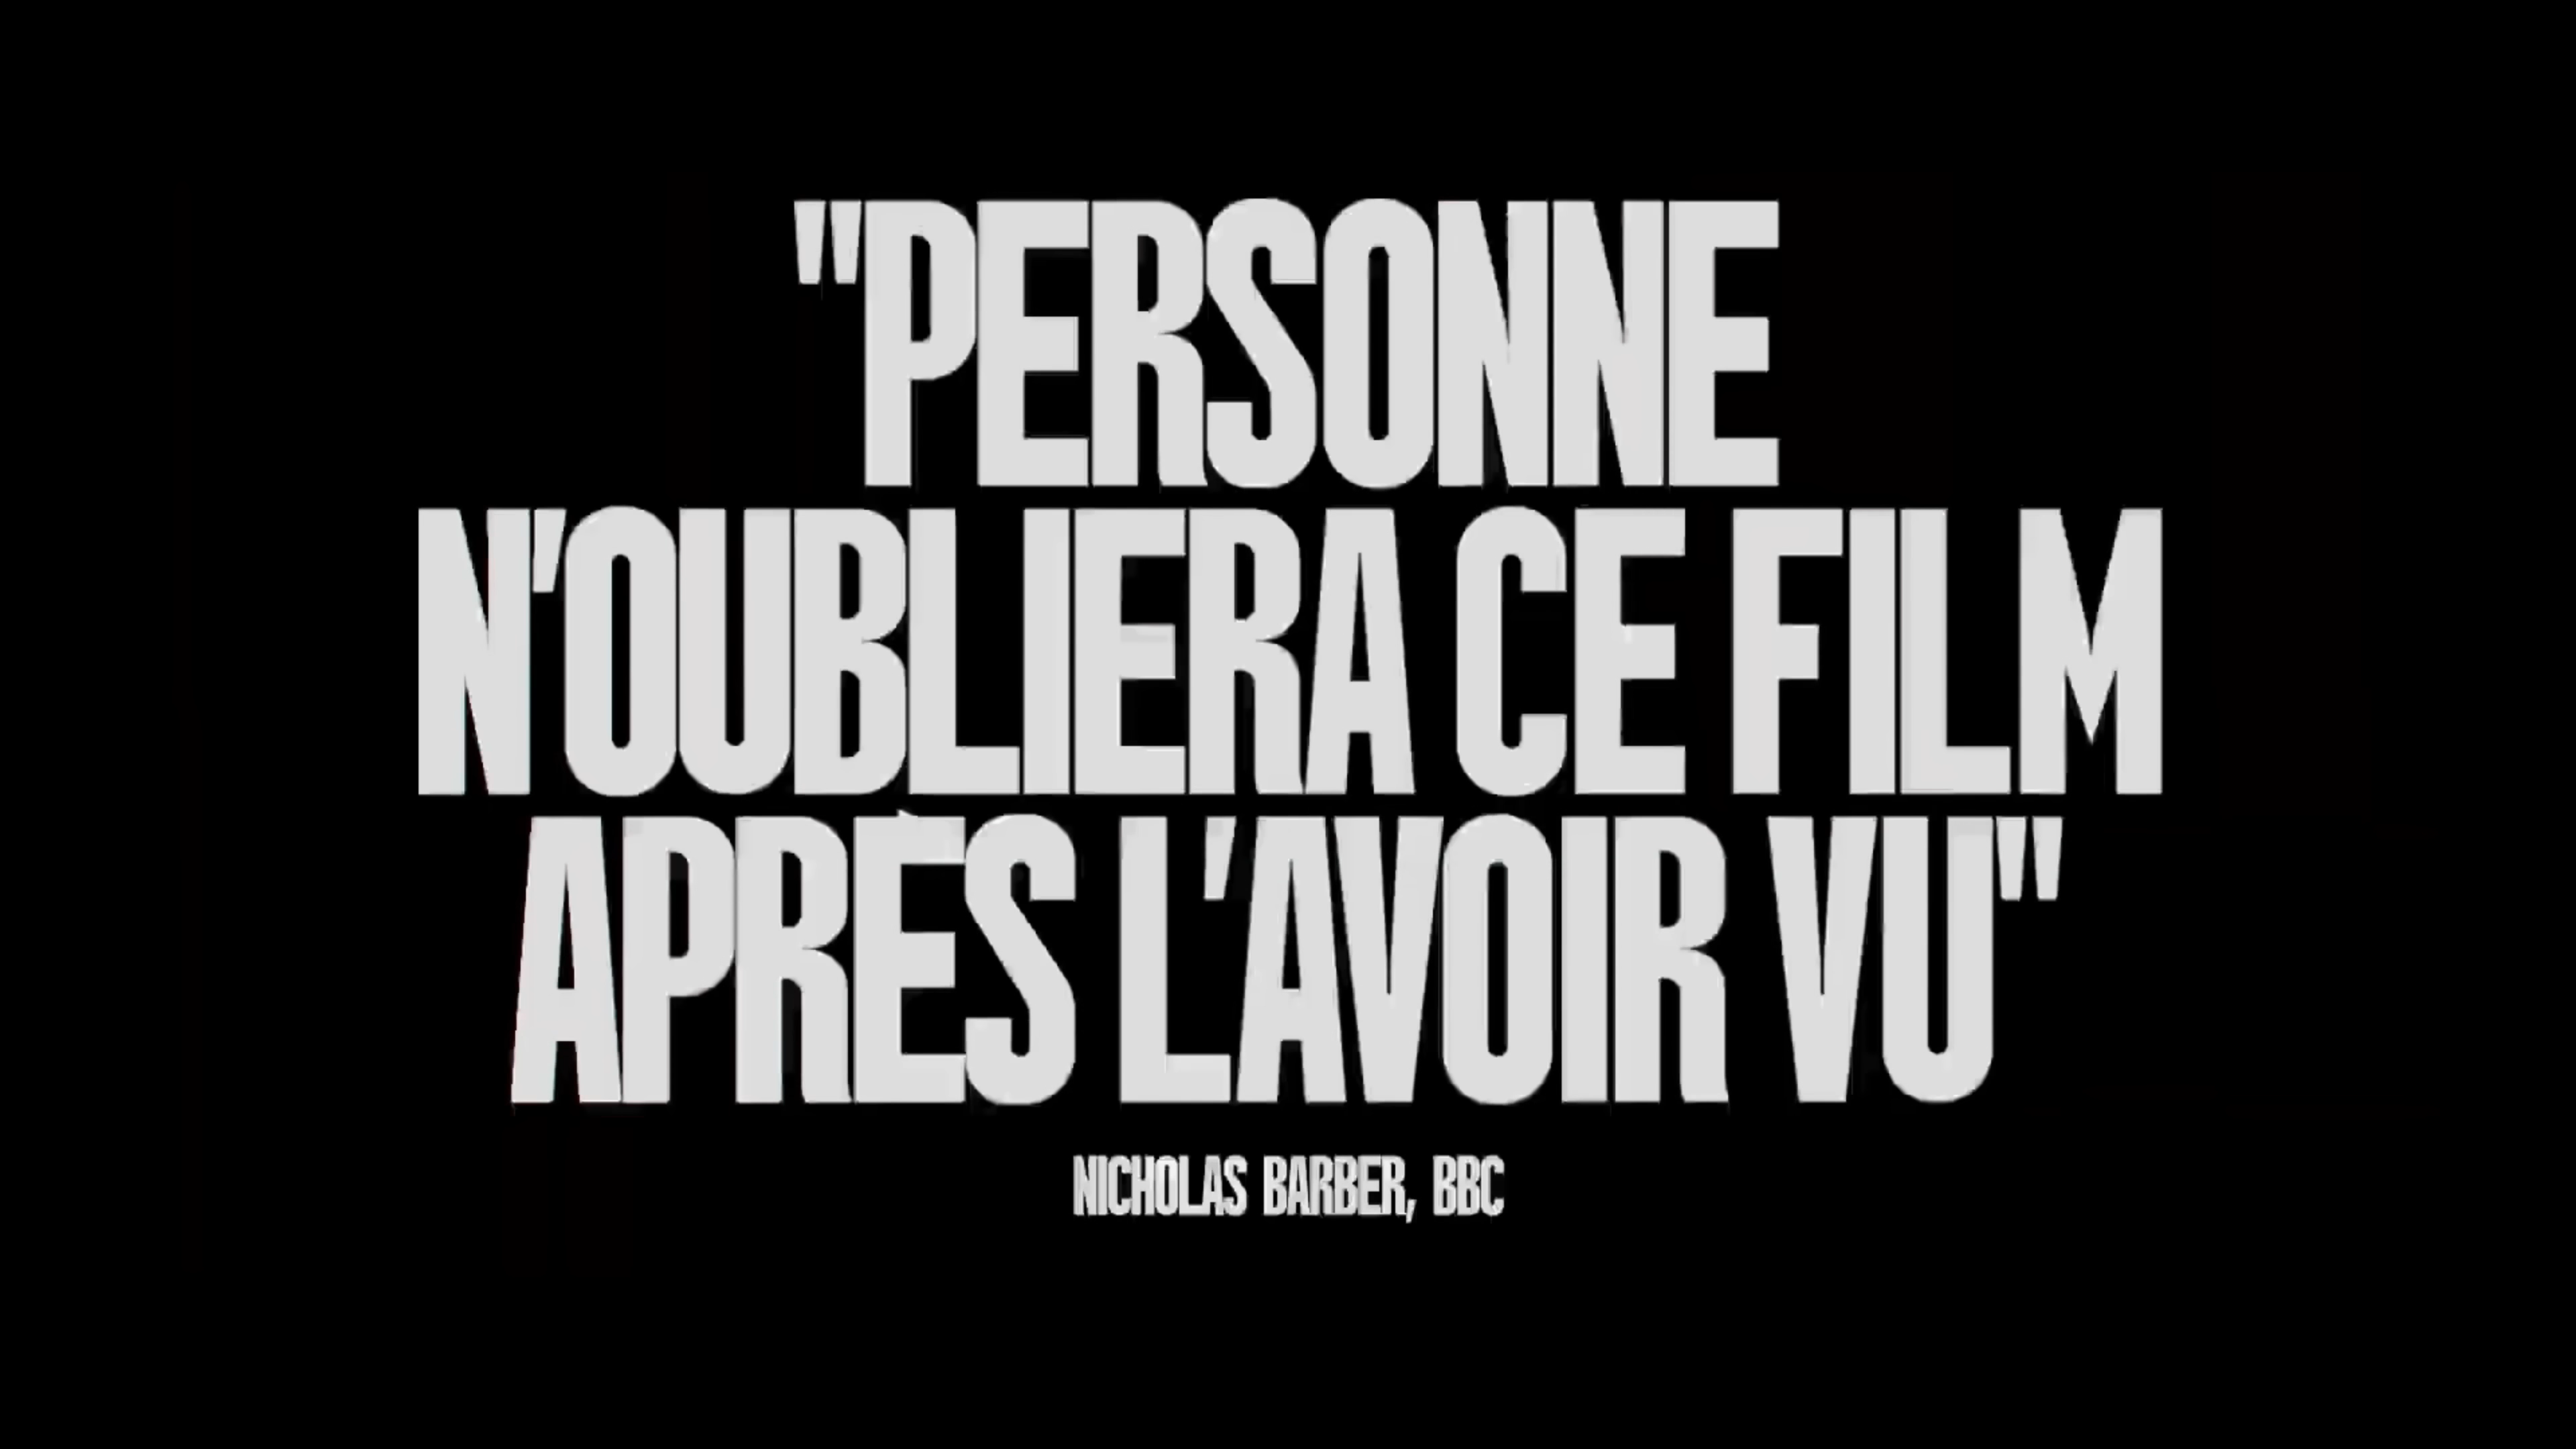 "PERSONNE
N'OUBLIERA CE FILM
APRÈS L'AVOIR VU"
NICHOLAS BARBER, BBC